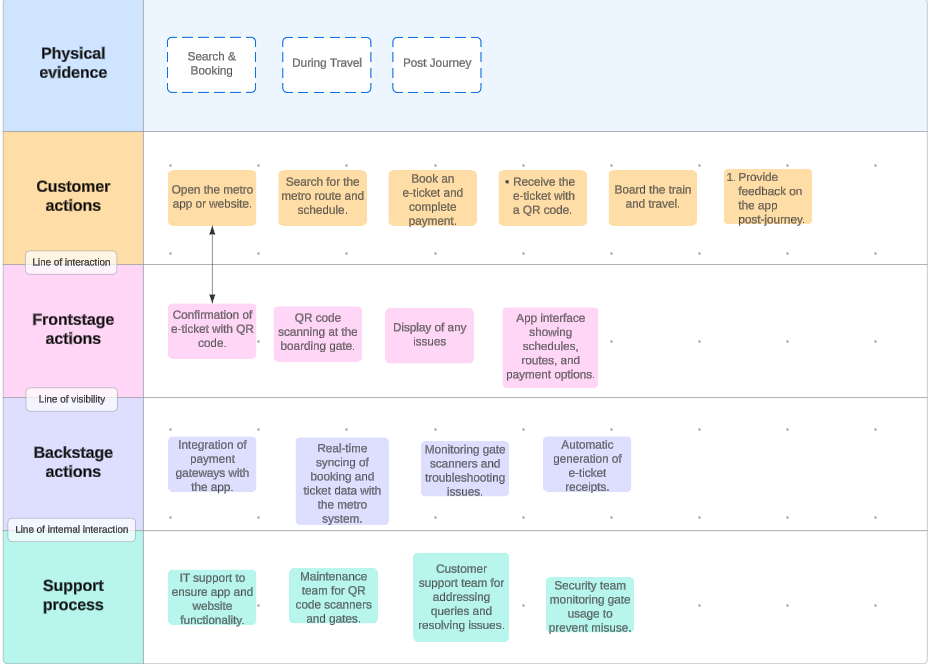 Physical
evidence
Search &
Booking
During Travel
Post Journey
Customer
actions
Open the metro
app or website.
Search for the
metro route and
schedule.
Book an
e-ticket and
complete
payment.
• Receive the
e-ticket with
a QR code.
Board the train
and travel.
1. Provide
feedback on
the app
post-journey.
Line of interaction
Frontstage
actions
Confirmation of
e-ticket with QR
code.
QR code
scanning at the
boarding gate.
Display of any
issues
App interface
showing
schedules,
routes, and
payment options.
Line of visibility
Backstage
actions
Integration of
payment
gateways with
the app.
Real-time
syncing of
booking and
ticket data with
the metro
system.
Monitoring gate
scanners and
troubleshooting
issues.
Automatic
generation of
e-ticket
receipts.
Line of internal interaction
Support
process
IT support to
ensure app and
website
functionality.
Maintenance
team for QR
code scanners
and gates.
Customer
support team for
addressing
queries and
resolving issues.
Security team
monitoring gate
usage to
prevent misuse.